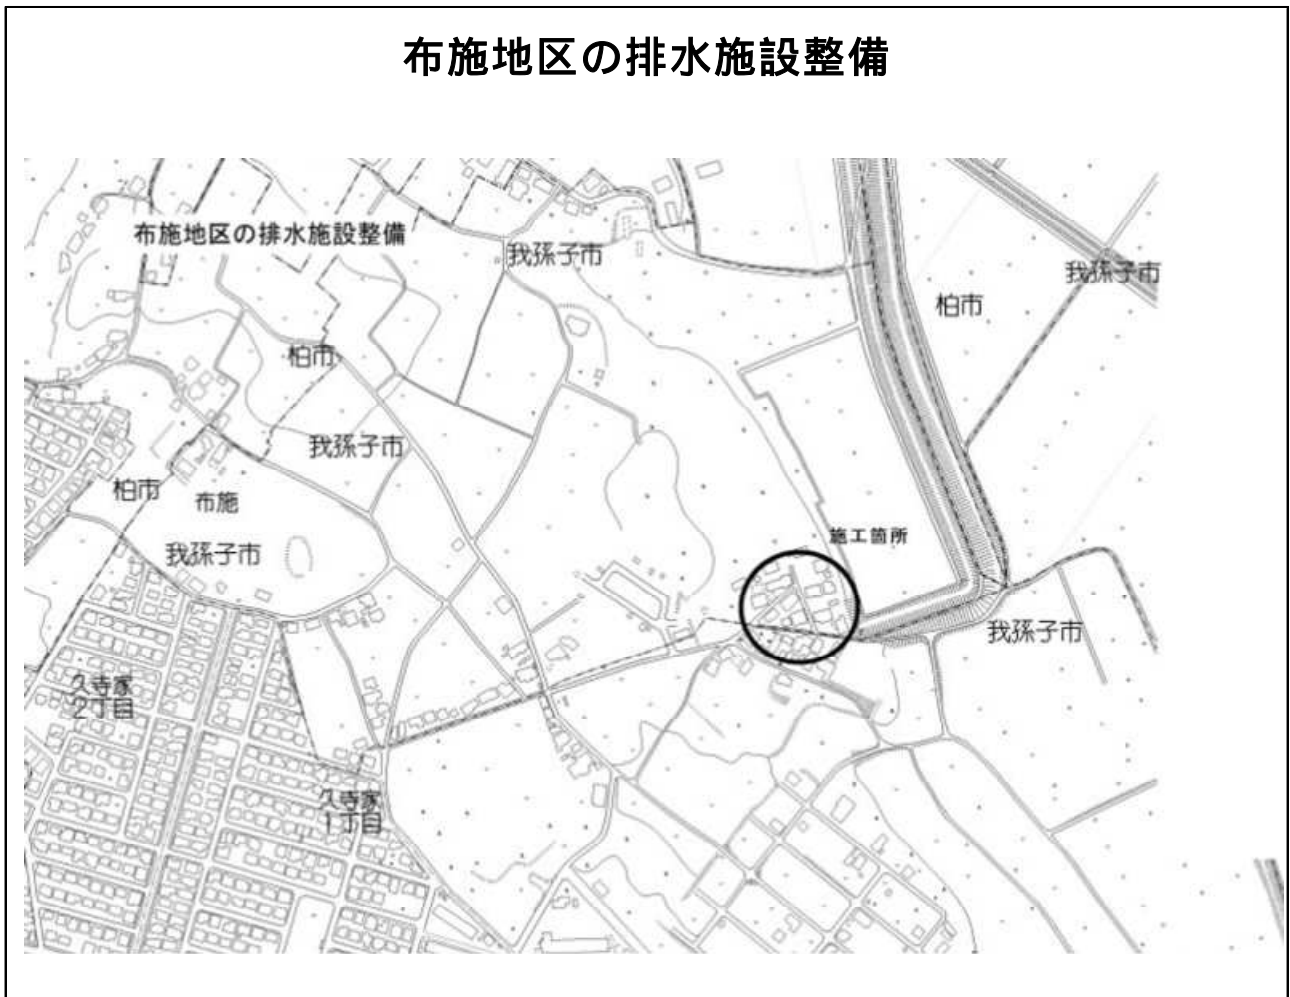 布施地区の排水施設整備
布施地区の排水施設整備
我孫子市
我孫子市
柏市
柏市
我孫子市
柏市
布施
施工箇所
我孫子市
我孫子市
久寺家
2丁目
久寺家
1丁目